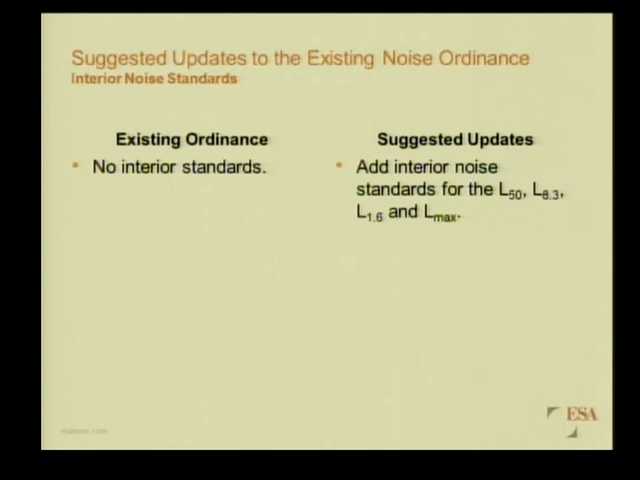 Suggested Updates to the Existing Noise Ordinance
Interior Noise Standards
Existing Ordinance
• No interior standards.
Suggested Updates
• Add interior noise
standards for the L50, L8.3,
L1.6 and Lmax.
ESA